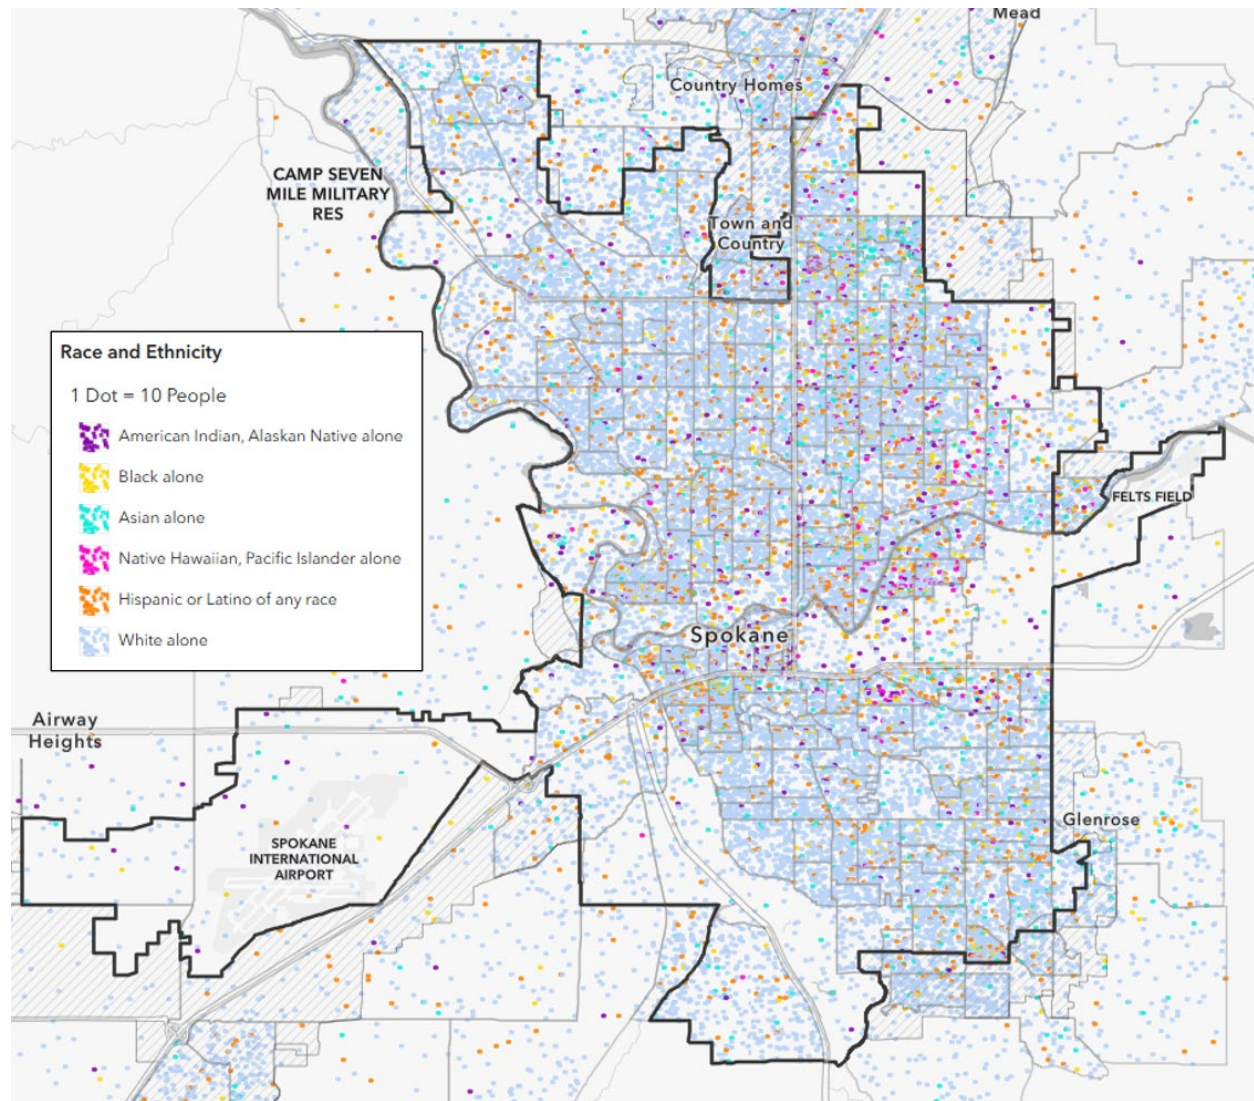 Mead
Country Homes
CAMP SEVEN
MILE MILITARY
RES
Town and
Country
Race and Ethnicity
1 Dot = 10 People
American Indian, Alaskan Native alone
Black alone
Asian alone
Native Hawaiian, Pacific Islander alone
Hispanic or Latino of any race
White alone
FELTS FIELD
Spokane
Airway
Heights
SPOKANE
INTERNATIONAL
AIRPORT
Glenrose